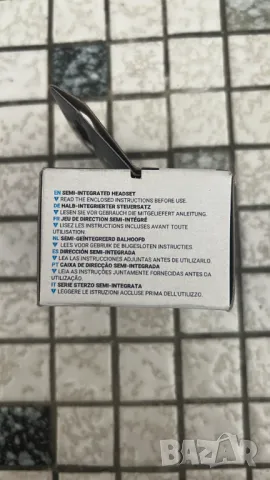 EN SEMI-INTEGRATED HEADSET
READ THE ENCLOSED INSTRUCTIONS BEFORE USE.
DE HALB-INTEGRIERTER STEUERSATZ
LESEN SIE VOR GEBRAUCH DIE MITGELIEFERT ANLEITUNG.
FR JEU DE DIRECTION SEMI-INTÉGRÉ
LISEZ LES INSTRUCTIONS INCLUSES AVANT TOUTE
UTILISATION.
NL SEMI-GEÏNTEGREERD BALHOOFD
LEES VOOR GEBRUIK DE BIJGESLOTEN INSTRUCTIES.
ES DIRECCIÓN SEMI-INTEGRADA
LEA LAS INSTRUCCIONES ADJUNTAS ANTES DE UTILIZARLO.
PT CAIXA DE DIRECÇÃO SEMI-INTEGRADA
LEIA AS INSTRUÇÕES JUNTAMENTE FORNECIDAS ANTES DA
UTILIZAÇÃO.
IT SERIE STERZO SEMI-INTEGRATA
LEGGERE LE ISTRUZIONI ACCLUSE PRIMA DELL'UTILIZZO.
BAZAR
bg